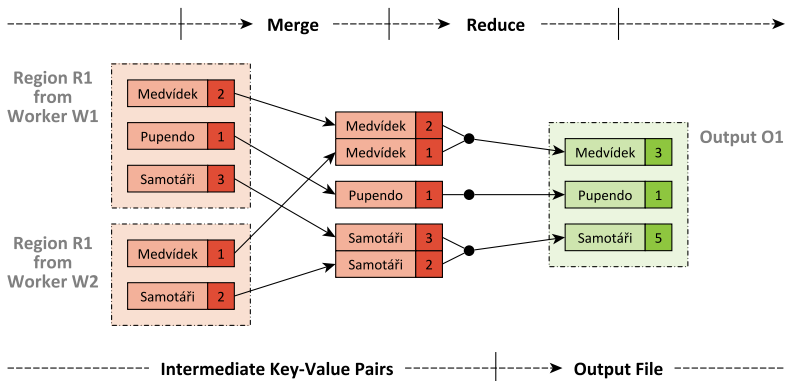 Merge
Reduce
Region R1
from
Worker W1
Medvídek 2
Pupendo 1
Samotáři 3
Region R1
from
Worker W2
Medvídek 1
Samotáři 2
Medvídek 2
Medvídek 1
Pupendo 1
Samotáři 3
Samotáři 2
Medvídek 3
Pupendo 1
Samotáři 5
Output O1
Intermediate Key-Value Pairs
Output File